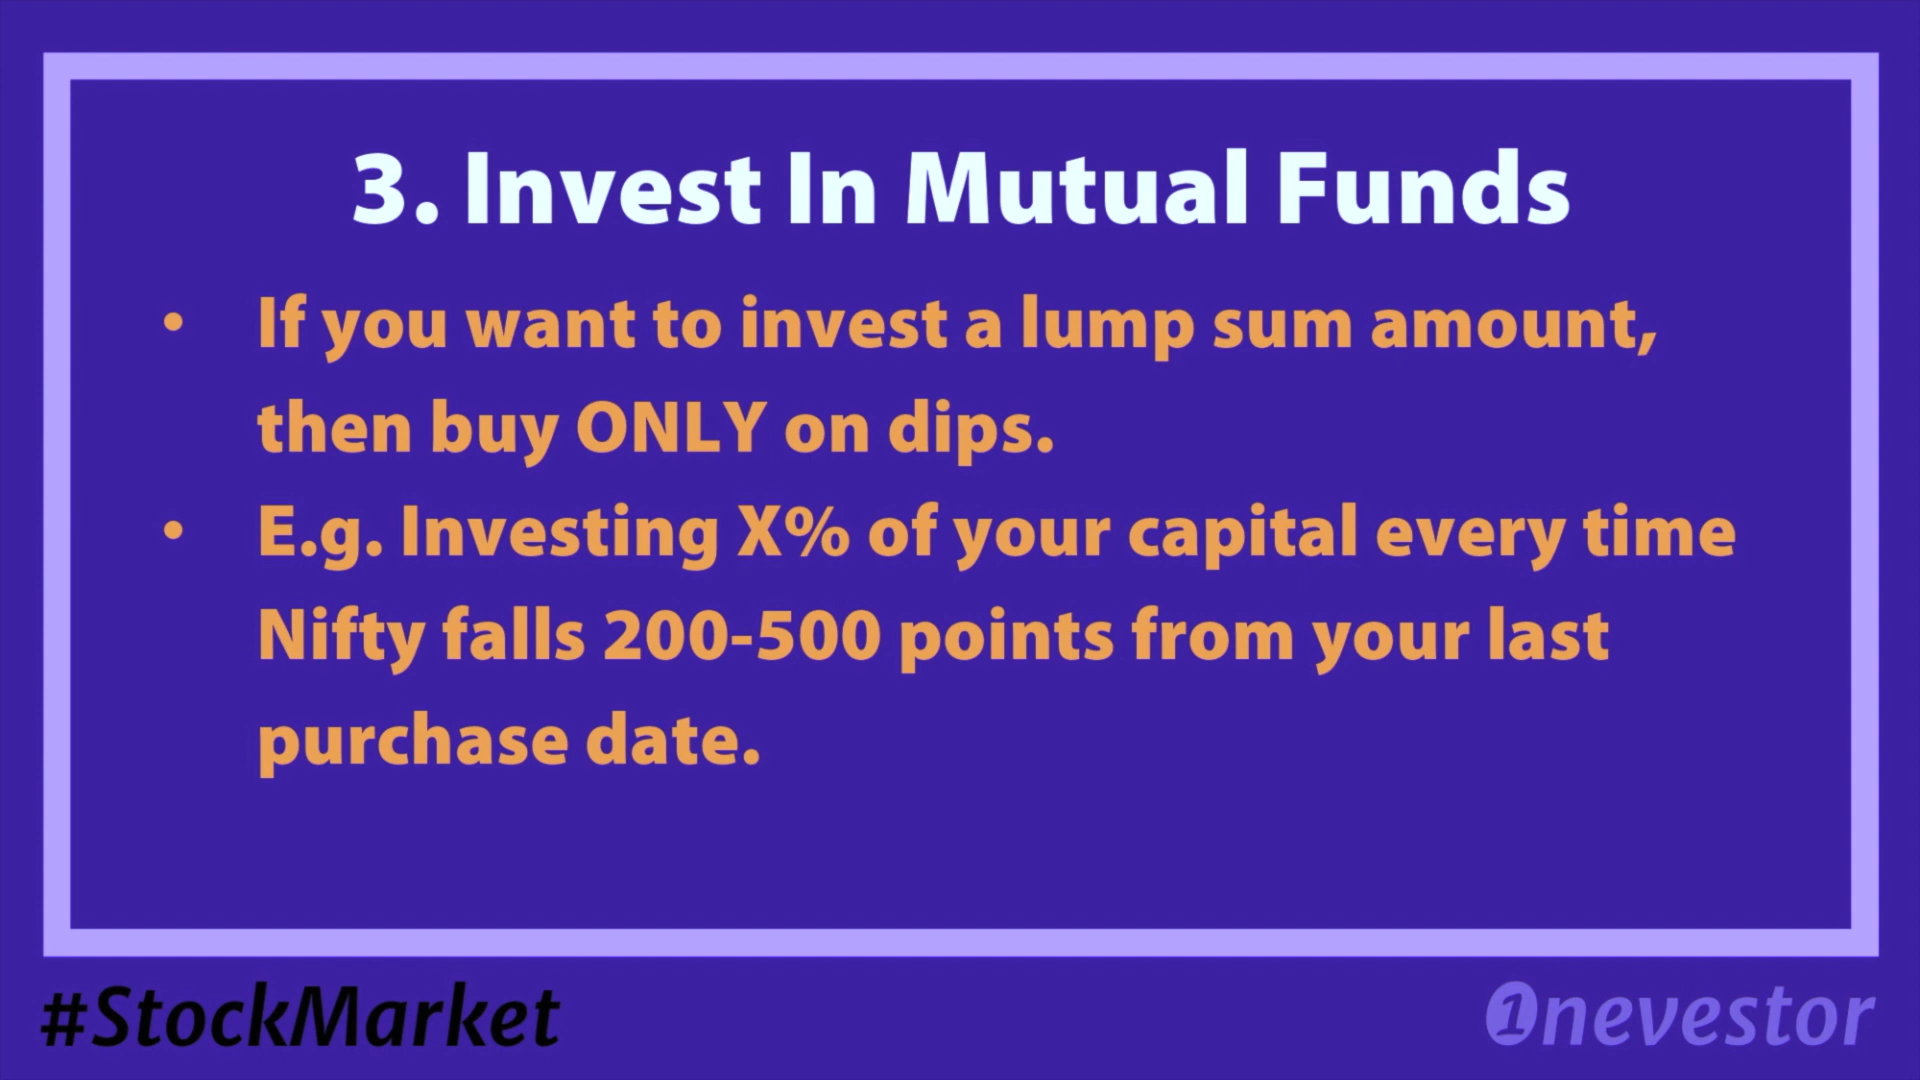 3. Invest In Mutual Funds
• If you want to invest a lump sum amount,
then buy ONLY on dips.
• E.g. Investing X% of your capital every time
Nifty falls 200-500 points from your last
purchase date.
#StockMarket
1nevestor